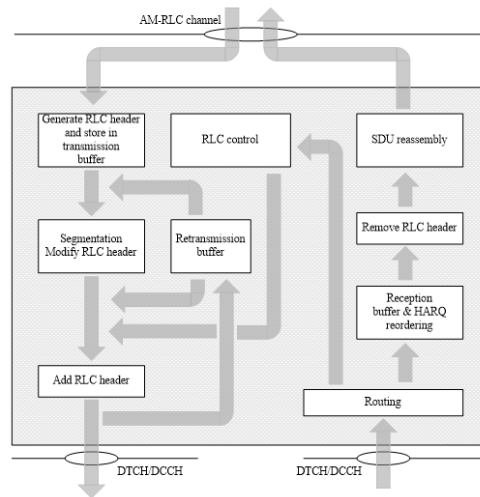 AM-RLC channel
Generate RLC header
and store in
transmission
buffer
RLC control
SDU reassembly
Segmentation
Modify RLC header
Retransmission
buffer
Remove RLC header
Reception
buffer & HARQ
reordering
Add RLC header
Routing
DTCH/DCCH
DTCH/DCCH